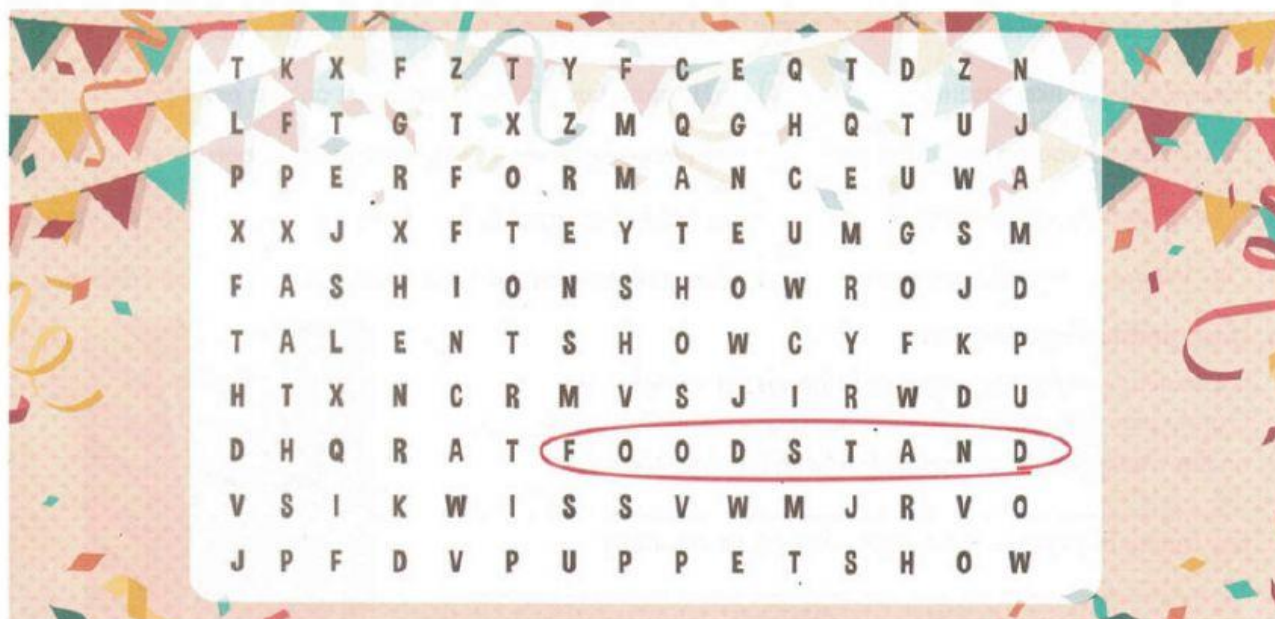 T K X F Z T Y F C E Q T D Z N
L F T G T X Z M Q G H Q T U J
P P E R F O R M A N C E U W A
X X J X F T E Y T E U M G S M
F A S H I O N S H O W R O J D
T A L E N T S H O W C Y F K P
H T X N C R M V S J I R W D U
D H Q R A T F O O D S T A N D
V S I K W I S S V W M J R V O
J P F D V P U P P E T S H O W